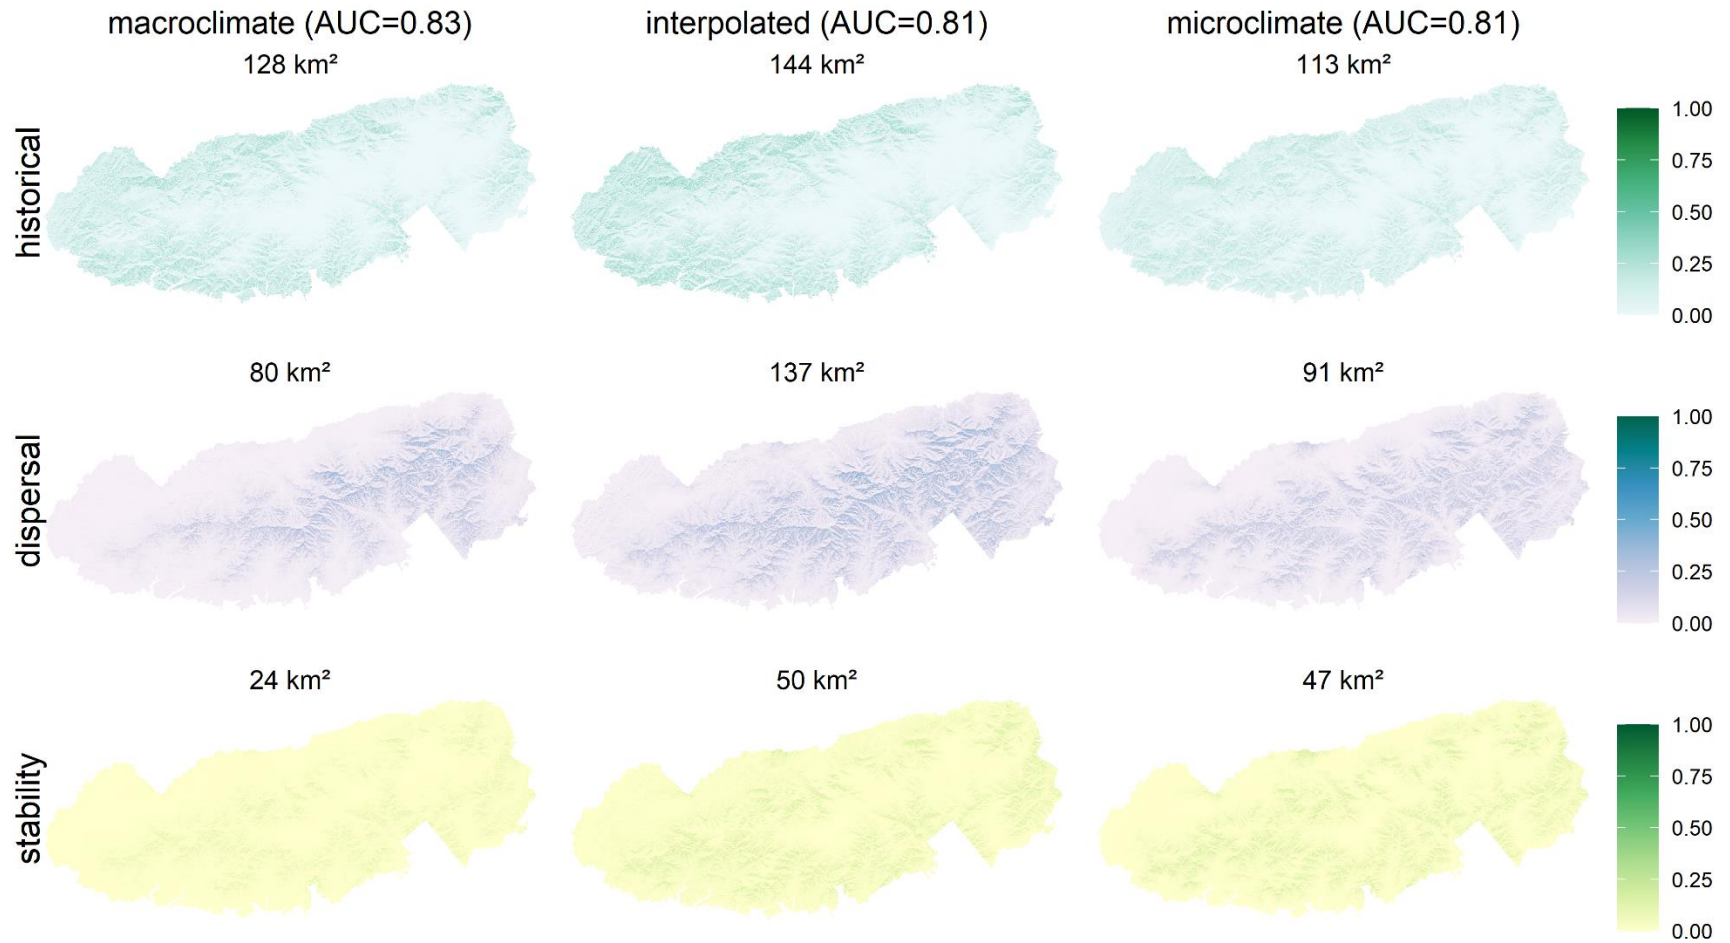 macroclimate (AUC=0.83) interpolated (AUC=0.81) microclimate (AUC=0.81)
128 km² 144 km² 113 km²
historical
1.00
0.75
0.50
0.25
0.00
80 km² 137 km² 91 km²
dispersal
1.00
0.75
0.50
0.25
0.00
24 km² 50 km² 47 km²
stability
1.00
0.75
0.50
0.25
0.00